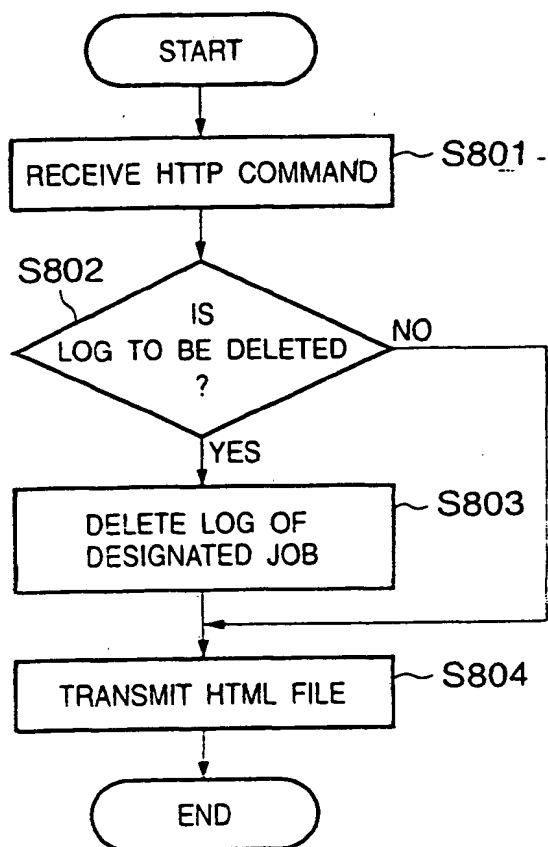 START
RECEIVE HTTP COMMAND
S801
S802
IS
LOG TO BE DELETED
?
NO
YES
DELETE LOG OF
DESIGNATED JOB
S803
TRANSMIT HTML FILE
S804
END